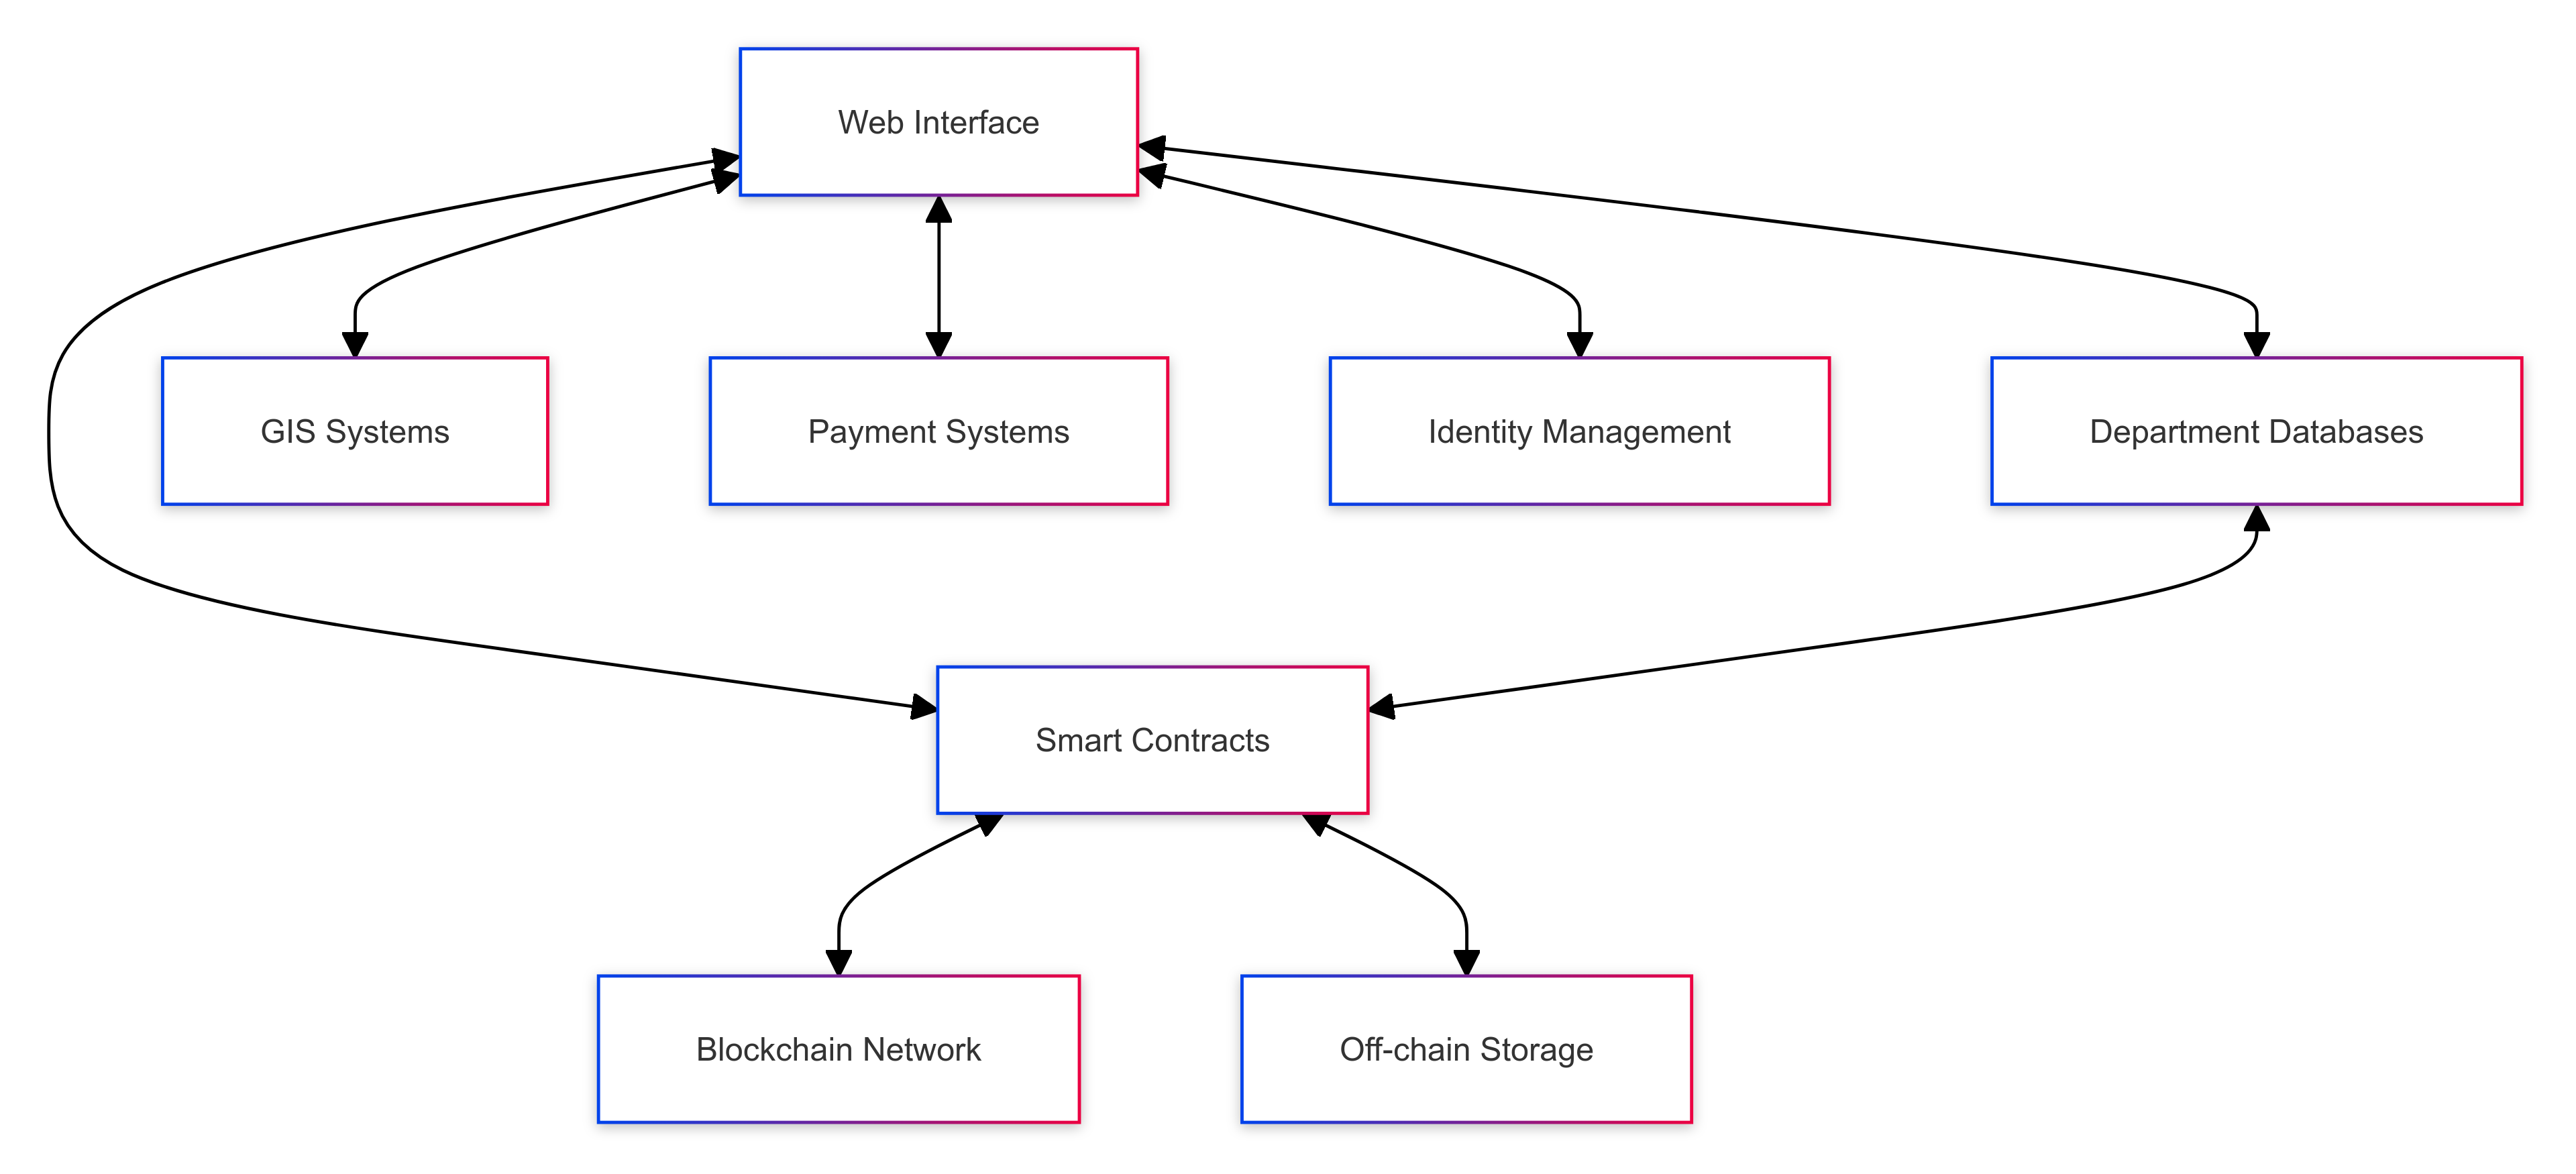 Web Interface
GIS Systems
Payment Systems
Identity Management
Department Databases
Smart Contracts
Blockchain Network
Off-chain Storage